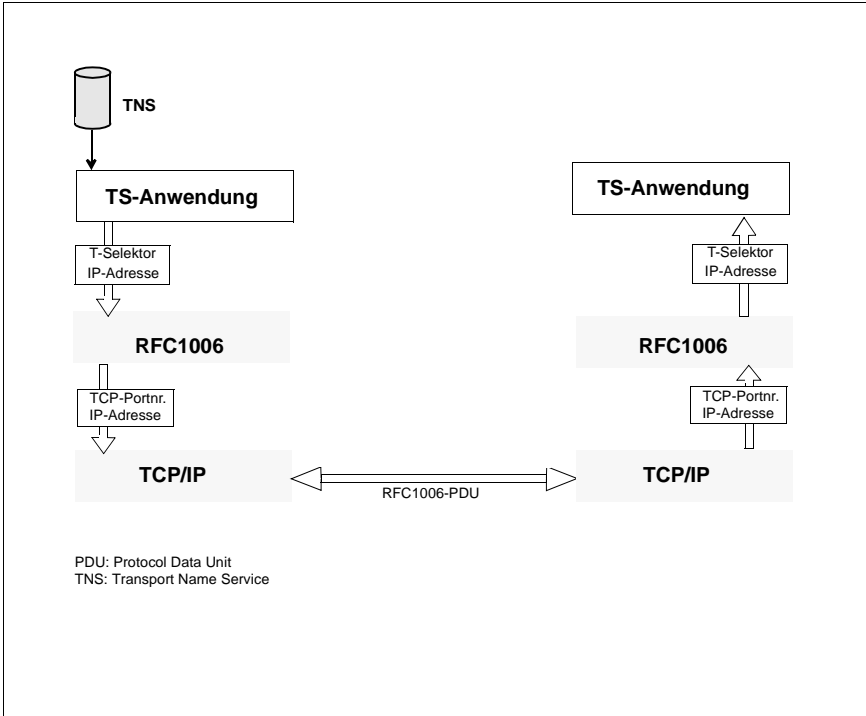 TNS
TS-Anwendung
TS-Anwendung
T-Selektor
IP-Adresse
T-Selektor
IP-Adresse
RFC1006
RFC1006
TCP-Portnr.
IP-Adresse
TCP-Portnr.
IP-Adresse
TCP/IP
TCP/IP
RFC1006-PDU
PDU: Protocol Data Unit
TNS: Transport Name Service